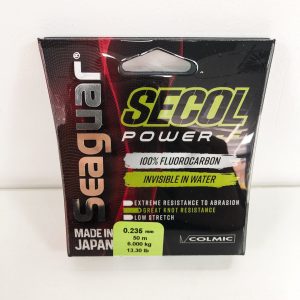 Seaguar
SECOL
POWER
100% FLUOROCARBON
INVISIBLE IN WATER
EXTREME RESISTANCE TO ABRASION
GREAT KNOT RESISTANCE
LOW STRETCH
MADE IN
JAPAN
COLMIC
0.236 mm
50 m
6.000 kg
13.30 lb